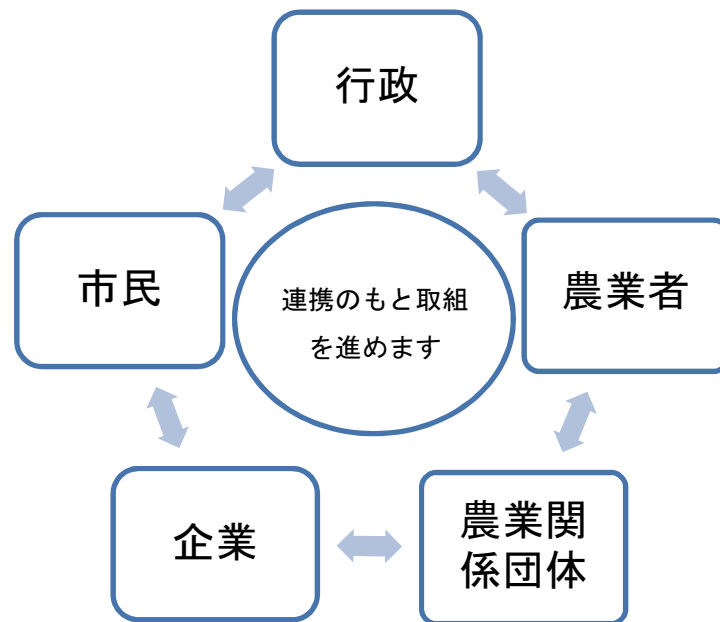 行政
市民
農業者
連携のもと取組
を進めます
企業
農業関
係団体